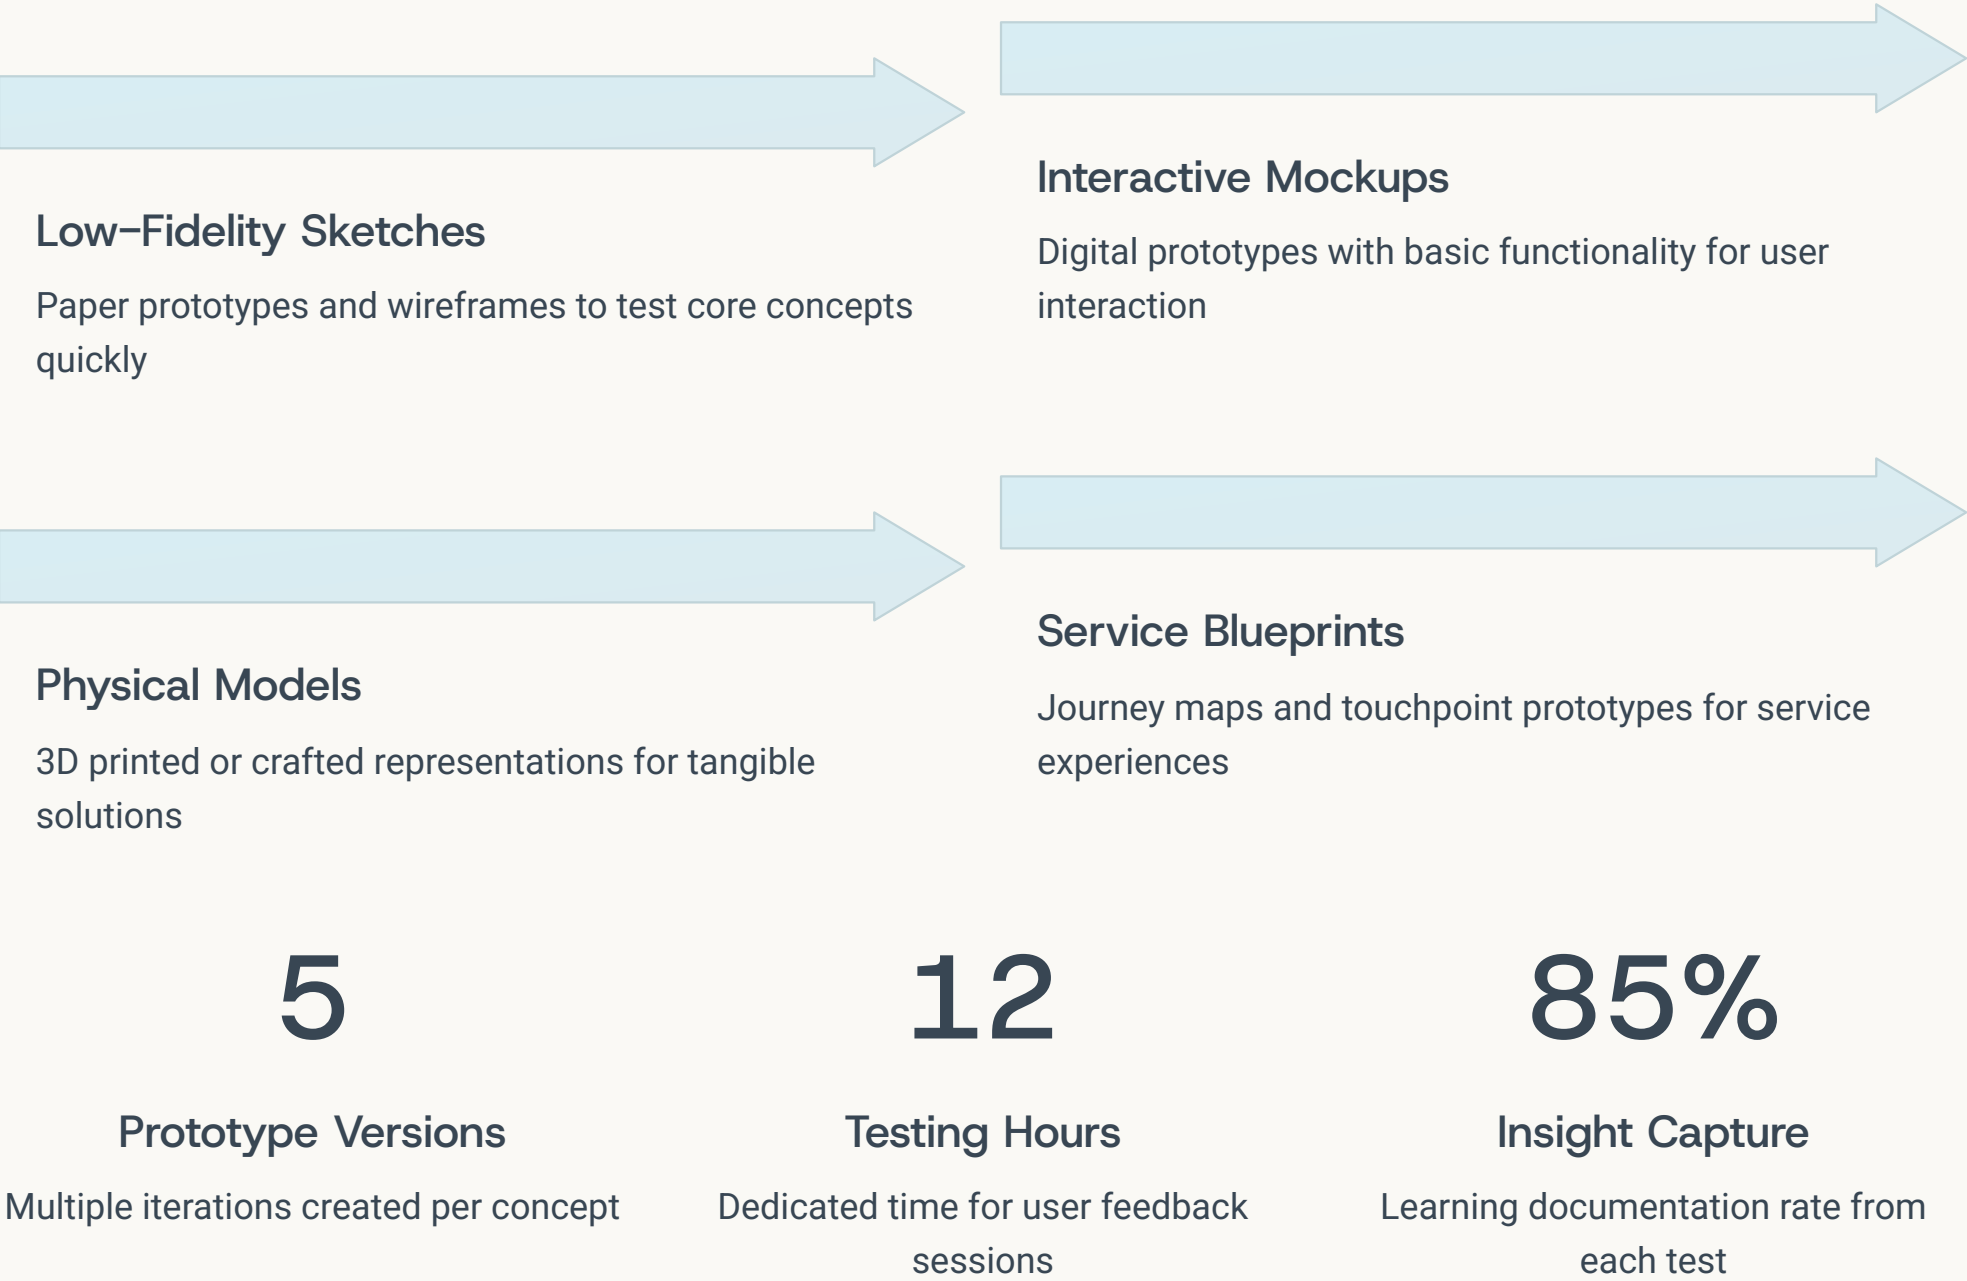 Low-Fidelity Sketches
Paper prototypes and wireframes to test core concepts
quickly
Interactive Mockups
Digital prototypes with basic functionality for user
interaction
Physical Models
3D printed or crafted representations for tangible
solutions
Service Blueprints
Journey maps and touchpoint prototypes for service
experiences
5
Prototype Versions
Multiple iterations created per concept
12
Testing Hours
Dedicated time for user feedback
sessions
85%
Insight Capture
Learning documentation rate from
each test